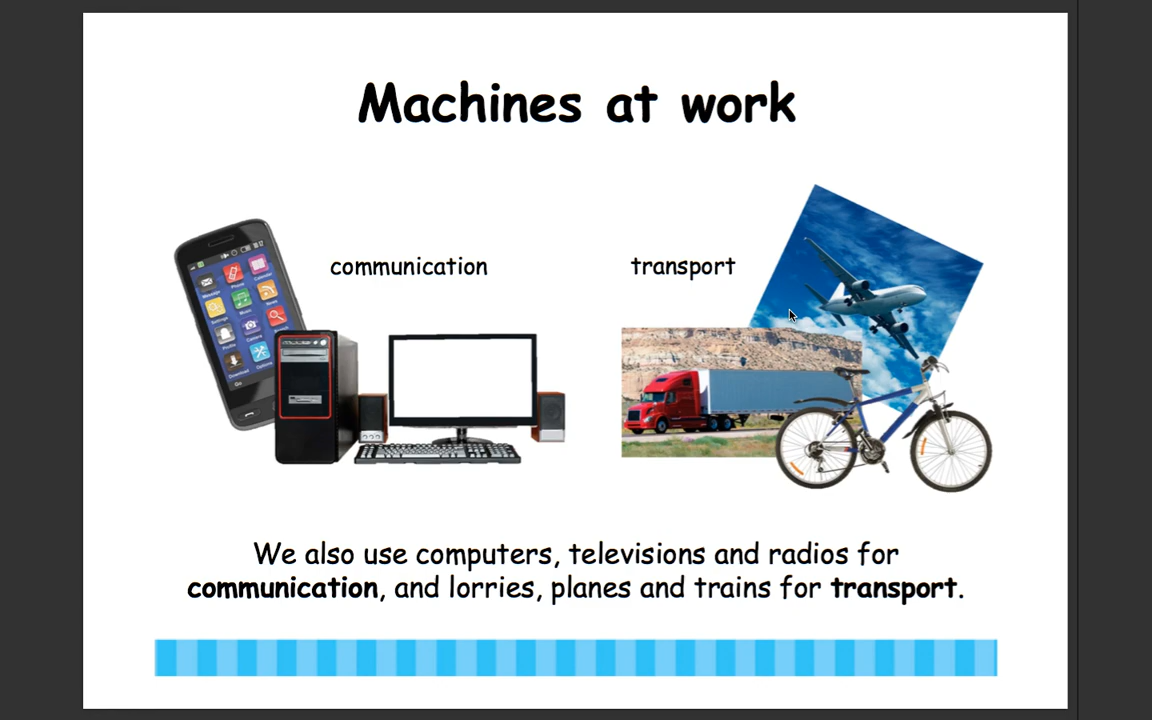 Machines at work
communication
transport
We also use computers, televisions and radios for
communication, and lorries, planes and trains for transport.